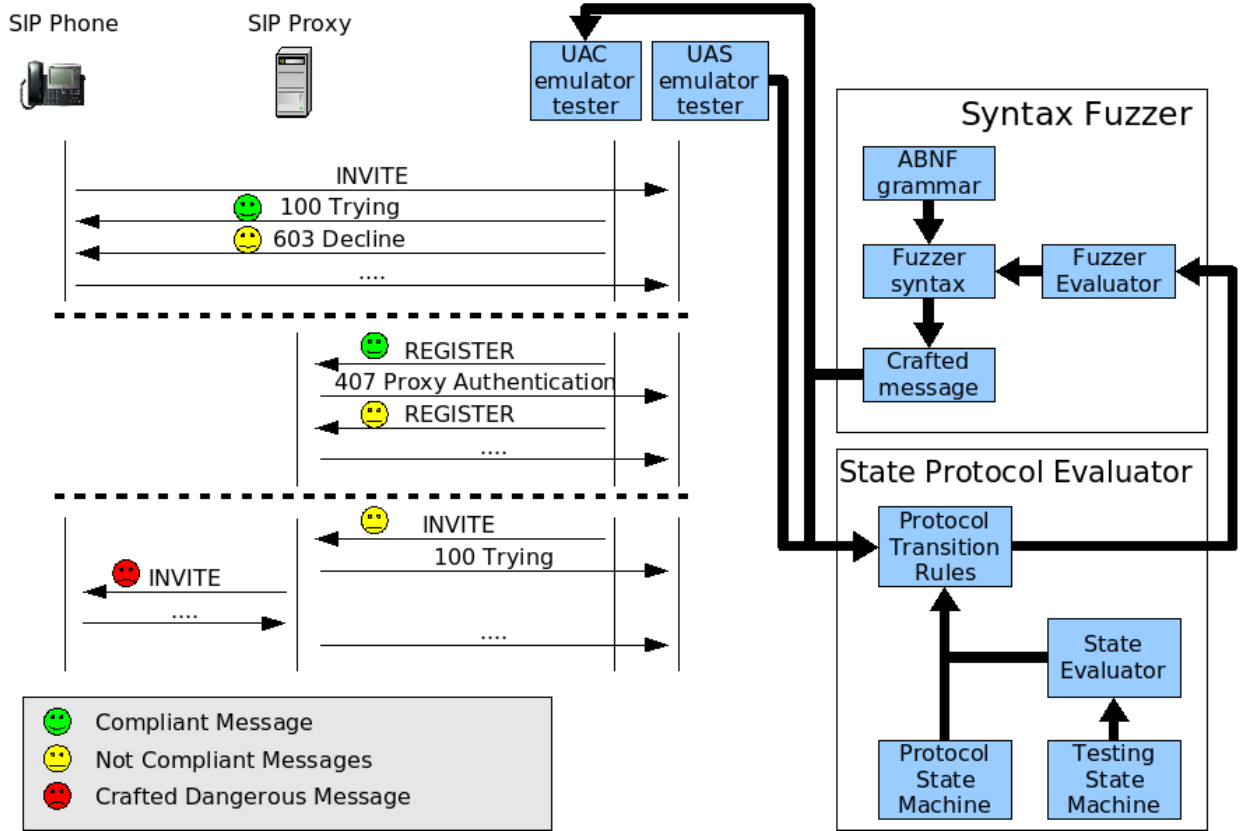 SIP Phone
SIP Proxy
UAC
emulator
tester
UAS
emulator
tester
INVITE
100 Trying
603 Decline
....
REGISTER
407 Proxy Authentication
REGISTER
....
INVITE
100 Trying
INVITE
....
....
Compliant Message
Not Compliant Messages
Crafted Dangerous Message
Syntax Fuzzer
ABNF
grammar
Fuzzer
syntax
Fuzzer
Evaluator
Crafted
message
State Protocol Evaluator
Protocol
Transition
Rules
State
Evaluator
Protocol
State
Machine
Testing
State
Machine